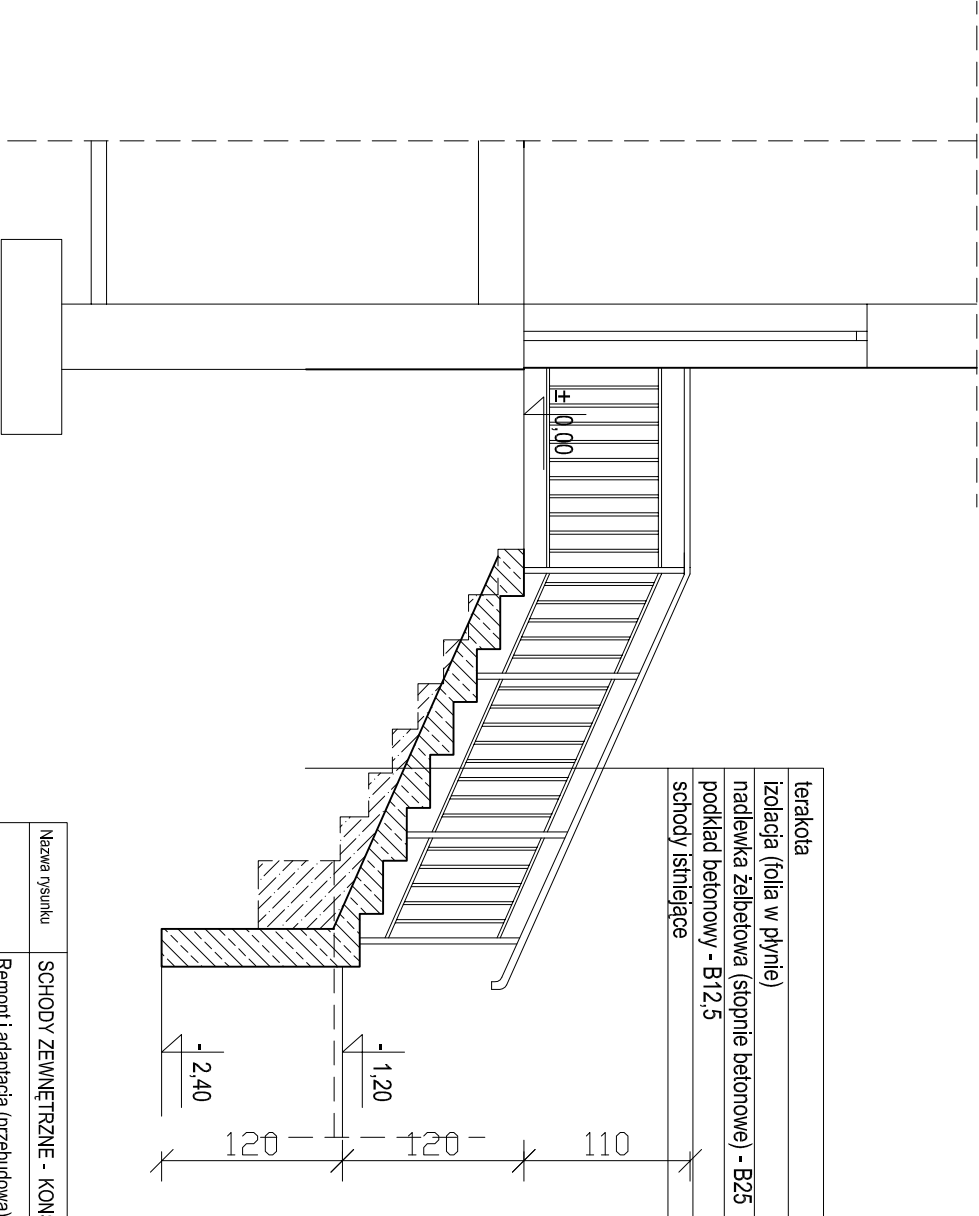 terakota
izolacja (folia w płynie)
nadlewka żelbetowa (stopnie betonowe) - B25
podkład betonowy - B12,5
schody istniejące
± 0,00
- 1,20
- 2,40
110
120
120
Nazwa rysunku
SCHODY ZEWNĘTRZNE - KONS
Remont i adaptacja (przebudowa)